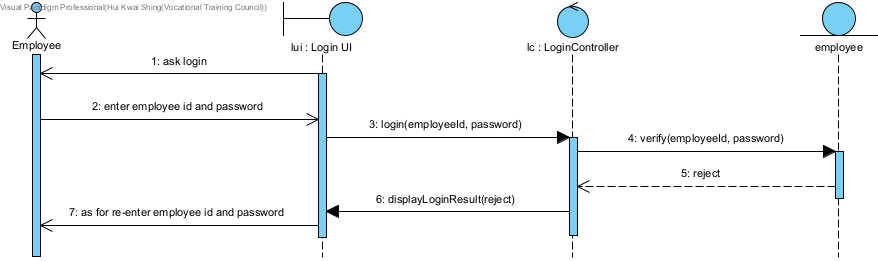 Visual Paradigm Professional(Hui Kwai Shing(Vocational Training Council))
Employee
lui : Login UI
lc : LoginController
employee
1: ask login
2: enter employee id and password
3: login(employeeId, password)
4: verify(employeeId, password)
5: reject
6: displayLoginResult(reject)
7: as for re-enter employee id and password